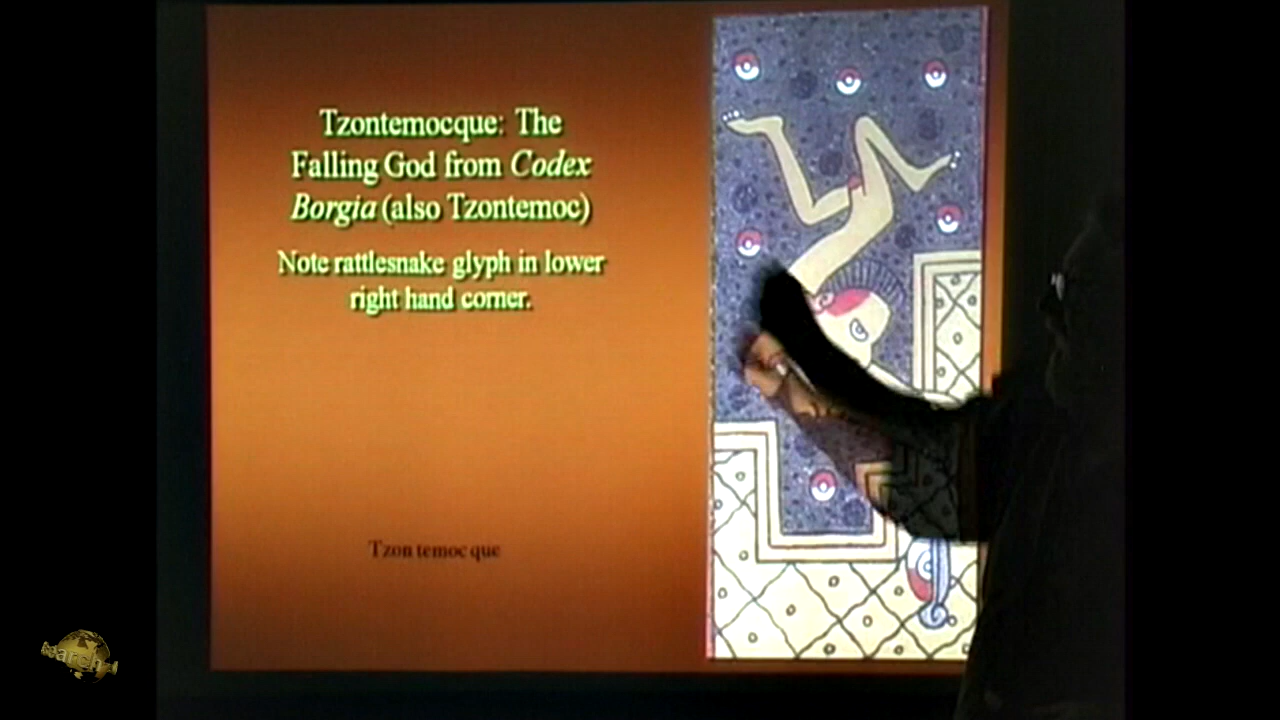 Tzontemocque: The
Falling God from Codex
Borgia (also Tzontemoc)
Note rattlesnake glyph in lower
right hand corner.
Tzon temoc que